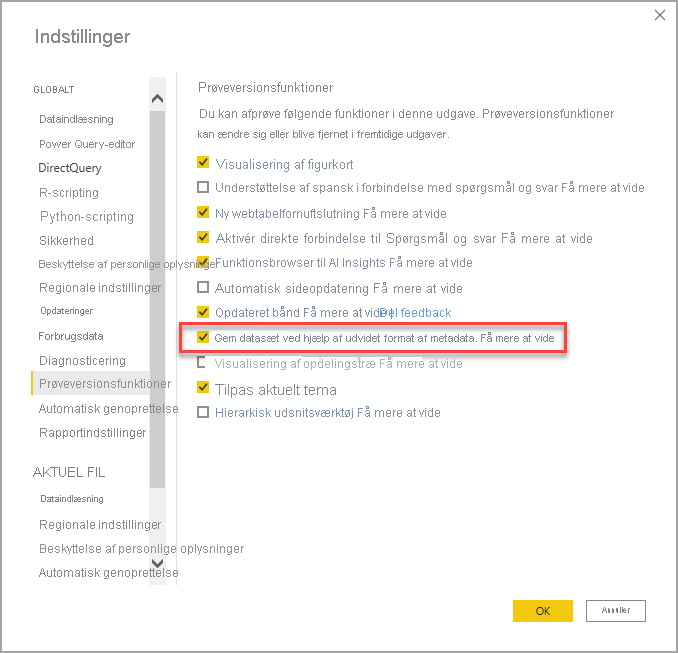 Indstillinger
GLOBALT
Dataindlæsning
Power Query-editor
DirectQuery
R-scripting
Python-scripting
Sikkerhed
Beskyttelse af personlige oplysninger
Regionale indstillinger
Opdateringer
Forbrugsdata
Diagnosticering
Prøveversionsfunktioner
Automatisk genoprettelse
Rapportindstillinger
AKTUEL FIL
Dataindlæsning
Regionale indstillinger
Beskyttelse af personlige oplysninger
Automatisk genoprettelse
Prøveversionsfunktioner
Du kan afprøve følgende funktioner i denne udgave. Prøveversionsfunktioner
kan ændre sig eller blive fjernet i fremtidige udgaver.
Visualisering af figurkort
Understøttelse af spansk i forbindelse med spørgsmål og svar Få mere at vide
Ny webtabelfornuftslutning Få mere at vide
Aktivér direkte forbindelse til Spørgsmål og svar Få mere at vide
Funktionsbrowser til AI Insights Få mere at vide
Automatisk sideopdatering Få mere at vide
Opdateret bånd Få mere at vide | Del feedback
Gem datasæt ved hjælp af udvidet format af metadata. Få mere at vide
Visualisering af opdelingstræ Få mere at vide
Tilpas aktuelt tema
Hierarkisk udsnitsværktøj Få mere at vide
OK
Annuller